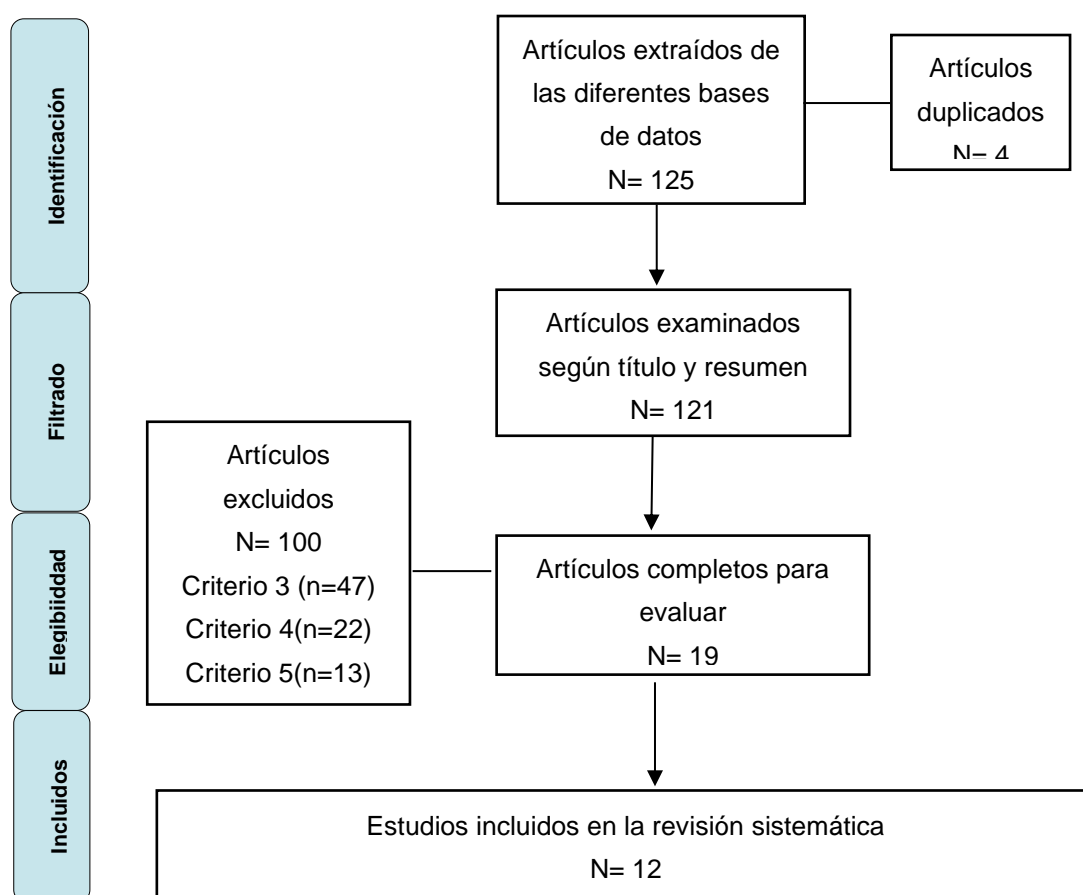 Identificación
Artículos extraídos de
las diferentes bases
de datos
N= 125
Artículos
duplicados
N= 4
Filtrado
Artículos examinados
según título y resumen
N= 121
Artículos
excluidos
N= 100
Criterio 3 (n=47)
Criterio 4(n=22)
Criterio 5(n=13)
Elegibiiddad
Artículos completos para
evaluar
N= 19
Incluidos
Estudios incluidos en la revisión sistemática
N= 12